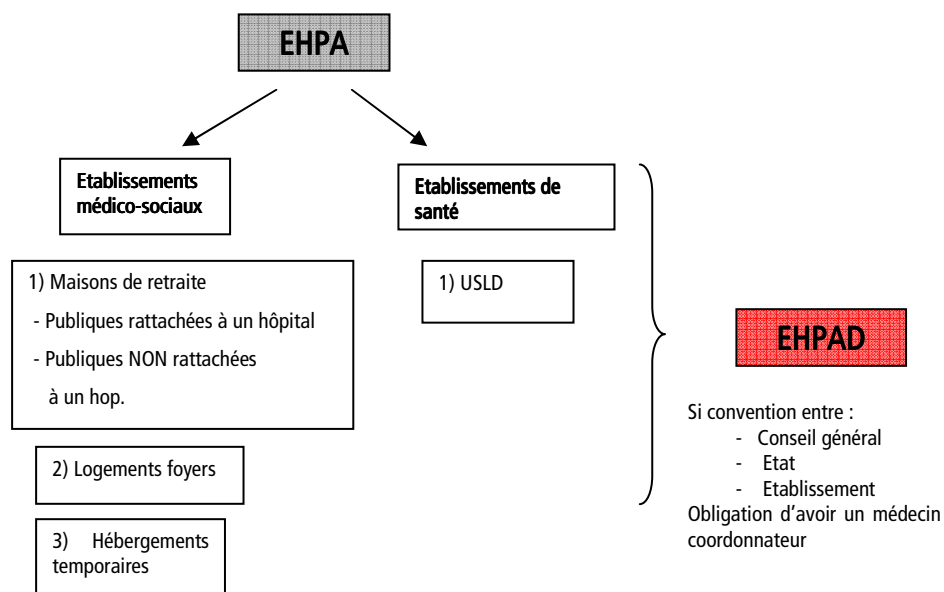 EHPA
Etablissements
médico-sociaux
Etablissements de
santé
1) Maisons de retraite
- Publiques rattachées à un hôpital
- Publiques NON rattachées
à un hop.
1) USLD
2) Logements foyers
3) Hébergements
temporaires
EHPAD
Si convention entre :
- Conseil général
- Etat
- Etablissement
Obligation d'avoir un médecin
coordonnateur